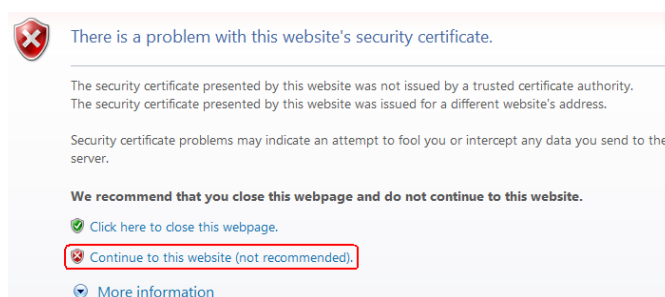 There is a problem with this website's security certificate.
The security certificate presented by this website was not issued by a trusted certificate authority.
The security certificate presented by this website was issued for a different website's address.
Security certificate problems may indicate an attempt to fool you or intercept any data you send to the
server.
We recommend that you close this webpage and do not continue to this website.
Click here to close this webpage.
Continue to this website (not recommended).
More information